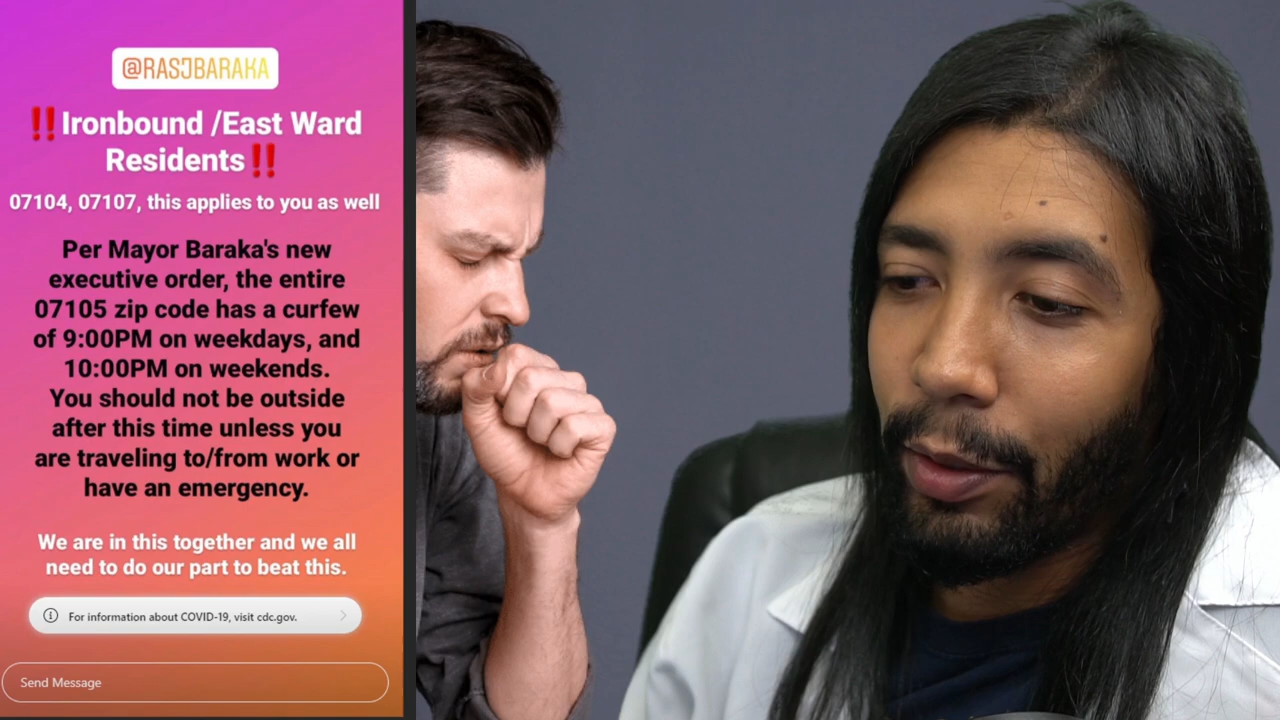 @RASJBARAKA
‼️Ironbound /East Ward
Residents‼️
07104, 07107, this applies to you as well
Per Mayor Baraka's new
executive order, the entire
07105 zip code has a curfew
of 9:00PM on weekdays, and
10:00PM on weekends.
You should not be outside
after this time unless you
are traveling to/from work or
have an emergency.
We are in this together and we all
need to do our part to beat this.
For information about COVID-19, visit cdc.gov.
Send Message